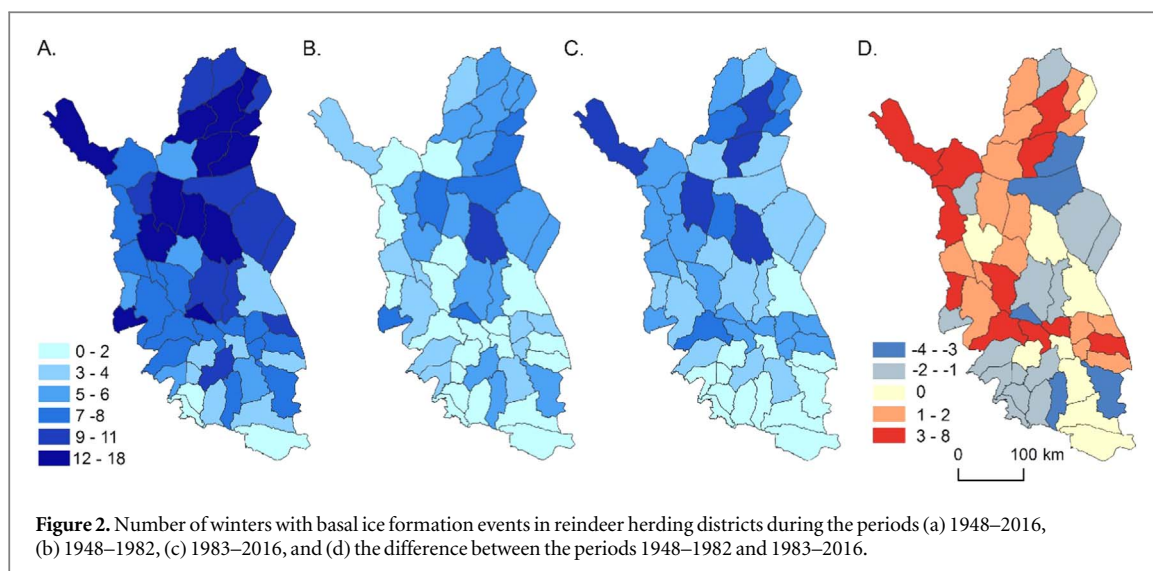 A.
B.
C.
D.
0 - 2
3 - 4
5 - 6
7 - 8
9 - 11
12 - 18
-4 - -3
-2 - -1
0
1 - 2
3 - 8
0 100 km
Figure 2. Number of winters with basal ice formation events in reindeer herding districts during the periods (a) 1948–2016,
(b) 1948–1982, (c) 1983–2016, and (d) the difference between the periods 1948–1982 and 1983–2016.